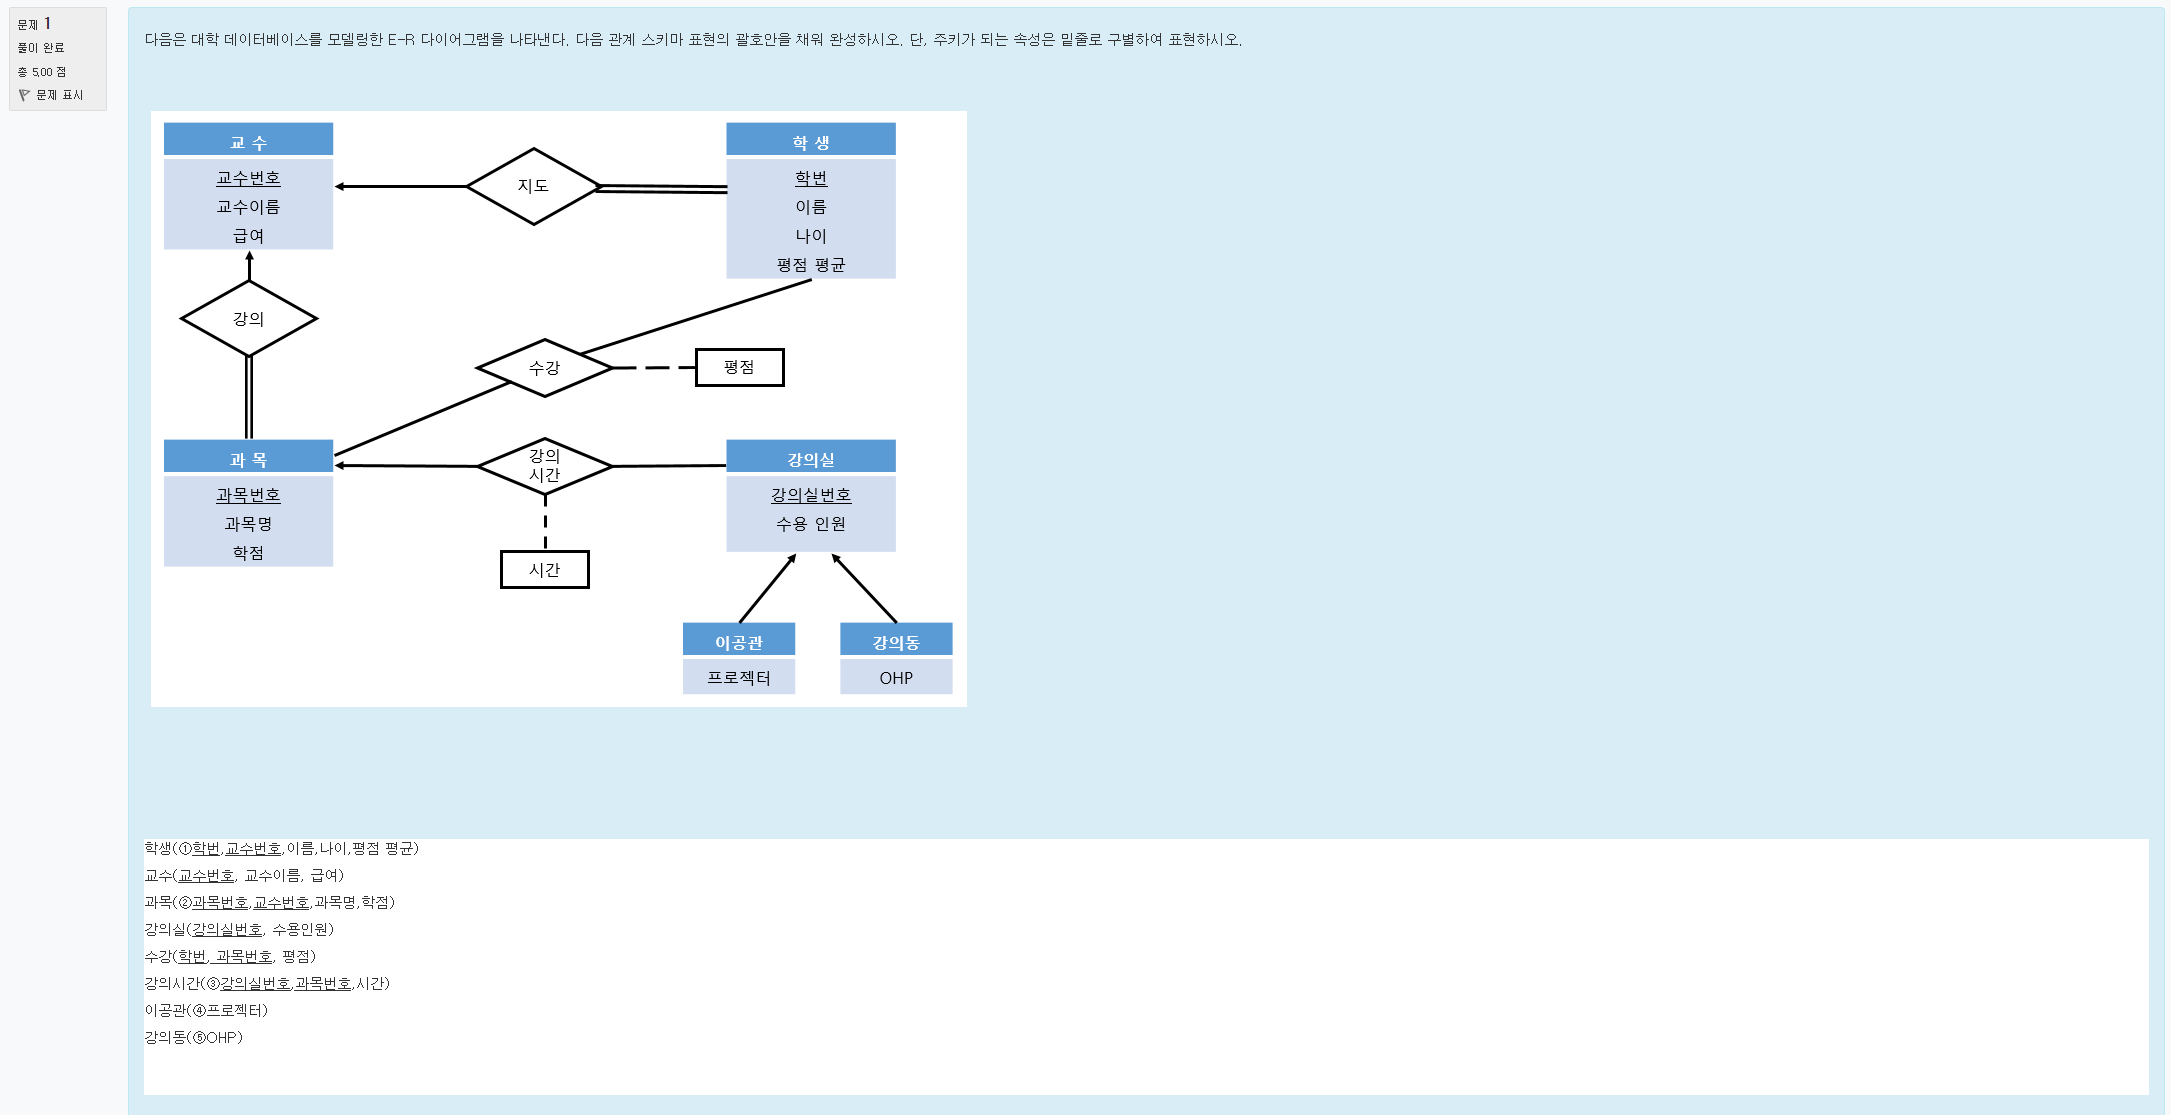 문제 1
풀이 완료
총 5.00 점
문제 표시
다음은 대학 데이터베이스를 모델링한 E-R 다이어그램을 나타낸다. 다음 관계 스키마 표현의 괄호안을 채워 완성하시오. 단, 주키가 되는 속성은 밑줄로 구별하여 표현하시오.
교 수
교수번호
교수이름
급여
지도
학 생
학번
이름
나이
평점 평균
강의
수강
평점
과 목
과목번호
과목명
학점
강의
시간
시간
강의실
강의실번호
수용 인원
이공관
프로젝터
강의동
OHP
학생(①학번,교수번호,이름,나이,평점 평균)
교수(교수번호, 교수이름, 급여)
과목(②과목번호,교수번호,과목명,학점)
강의실(강의실번호, 수용인원)
수강(학번, 과목번호, 평점)
강의시간(③강의실번호,과목번호,시간)
이공관(④프로젝터)
강의동(⑤OHP)